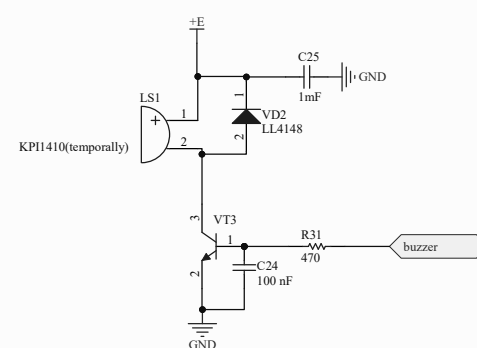 +E
C25
GND
1mF
LS1
1
1
+
VD2
LL4148
2
2
KPI1410(temporally)
3
VT3
1
R31
470
buzzer
2
C24
100 nF
GND